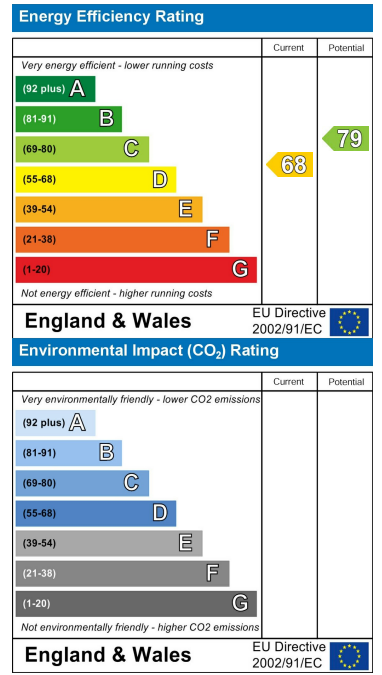 Energy Efficiency Rating
Current Potential
Very energy efficient - lower running costs
(92 plus) A
(81-91) B
(69-80) C
(55-68) D
(39-54) E
(21-38) F
(1-20) G
68
79
Not energy efficient - higher running costs
England & Wales
EU Directive
2002/91/EC
Environmental Impact (CO₂) Rating
Current Potential
Very environmentally friendly - lower CO2 emissions
(92 plus) A
(81-91) B
(69-80) C
(55-68) D
(39-54) E
(21-38) F
(1-20) G
Not environmentally friendly - higher CO2 emissions
England & Wales
EU Directive
2002/91/EC